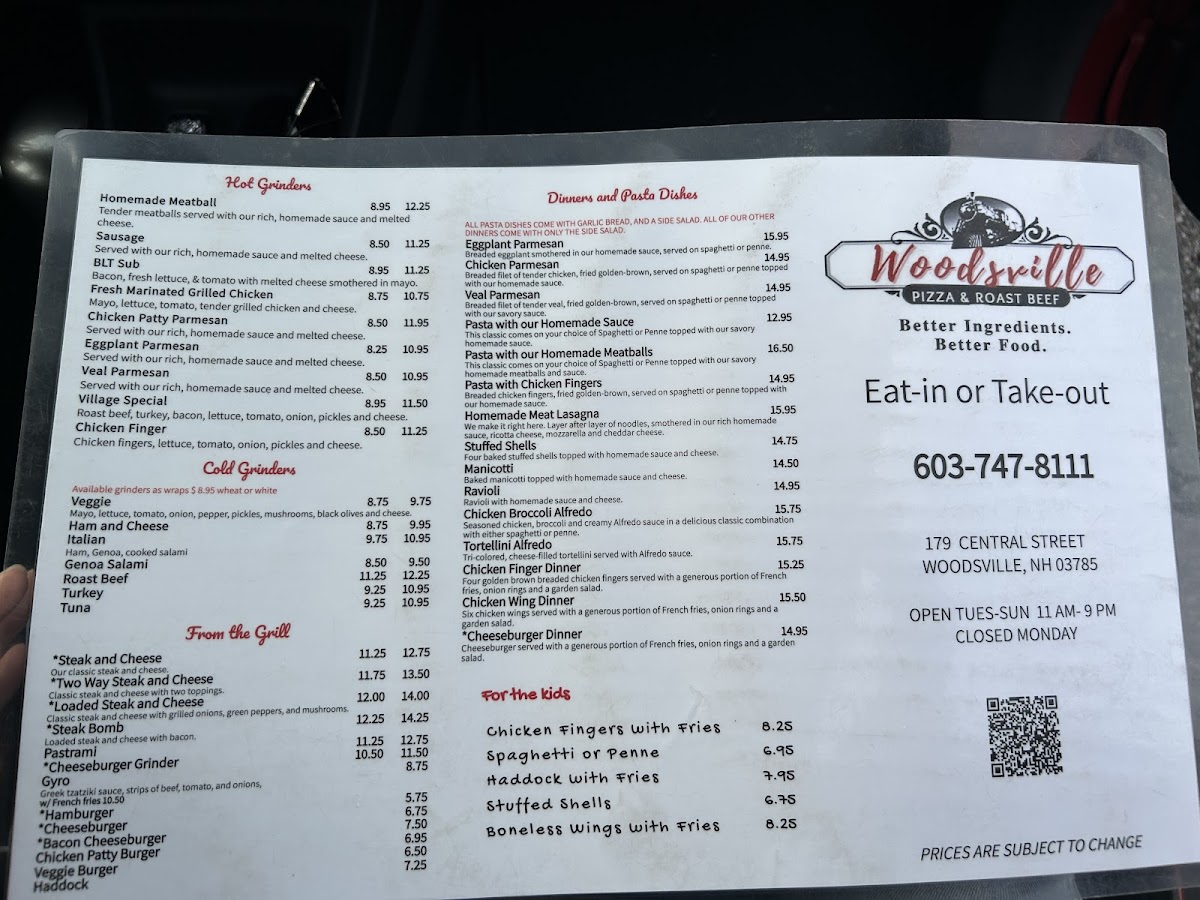 Hot Grinders
Homemade Meatball 8.95 12.25
Tender meatballs served with our rich, homemade sauce and melted
cheese.
Sausage 8.50 11.25
Served with our rich, homemade sauce and melted cheese.
BLT Sub 8.95 11.25
Bacon, fresh lettuce, & tomato with melted cheese smothered in mayo.
Fresh Marinated Grilled Chicken 8.75 10.75
Mayo, lettuce, tomato, tender grilled chicken and cheese.
Chicken Patty Parmesan 8.50 11.95
Served with our rich, homemade sauce and melted cheese.
Eggplant Parmesan 8.25 10.95
Served with our rich, homemade sauce and melted cheese.
Veal Parmesan 8.50 10.95
Served with our rich, homemade sauce and melted cheese.
Village Special 8.95 11.50
Roast beef, turkey, bacon, lettuce, tomato, onion, pickles and cheese.
Chicken Finger 8.50 11.25
Chicken fingers, lettuce, tomato, onion, pickles and cheese.
Cold Grinders
Available grinders as wraps $ 8.95 wheat or white
Veggie 8.75 9.75
Mayo, lettuce, tomato, onion, pepper, pickles, mushrooms, black olives and cheese.
Ham and Cheese 8.75 9.95
Italian 9.75 10.95
Ham, Genoa, cooked salami
Genoa Salami 8.50 9.50
Roast Beef 11.25 12.25
Turkey 9.25 10.95
Tuna 9.25 10.95
From the Grill
*Steak and Cheese 11.25 12.75
Our classic steak and cheese.
*Two Way Steak and Cheese 11.75 13.50
Classic steak and cheese with two toppings.
*Loaded Steak and Cheese 12.00 14.00
Classic steak and cheese with grilled onions, green peppers, and mushrooms.
*Steak Bomb 12.25 14.25
Loaded steak and cheese with bacon.
Pastrami 11.25 12.75
*Cheeseburger Grinder 10.50 11.50
Gyro 8.75
Greek tzatziki sauce, strips of beef, tomato, and onions,
w/ French fries 10.50
*Hamburger 5.75
*Cheeseburger 6.75
*Bacon Cheeseburger 7.50
Chicken Patty Burger 6.95
Veggie Burger 6.50
Haddock 7.25
Dinners and Pasta Dishes
ALL PASTA DISHES COME WITH GARLIC BREAD, AND A SIDE SALAD. ALL OF OUR OTHER
DINNERS COME WITH ONLY THE SIDE SALAD.
Eggplant Parmesan 15.95
Breaded eggplant smothered in our homemade sauce, served on spaghetti or penne.
Chicken Parmesan 14.95
Breaded filet of tender chicken, fried golden-brown, served on spaghetti or penne topped
with our homemade sauce.
Veal Parmesan 14.95
Breaded filet of tender veal, fried golden-brown, served on spaghetti or penne topped
with our savory sauce.
Pasta with our Homemade Sauce 12.95
This classic comes on your choice of Spaghetti or Penne topped with our savory
homemade sauce.
Pasta with our Homemade Meatballs 16.50
This classic comes on your choice of Spaghetti or Penne topped with our savory
homemade meatballs and sauce.
Pasta with Chicken Fingers 14.95
Breaded chicken fingers, fried golden-brown, served on spaghetti or penne topped with
our homemade sauce.
Homemade Meat Lasagna 15.95
We make it right here. Layer after layer of noodles, smothered in our rich homemade
sauce, ricotta cheese, mozzarella and cheddar cheese.
Stuffed Shells 14.75
Four baked stuffed shells topped with homemade sauce and cheese.
Manicotti 14.50
Baked manicotti topped with homemade sauce and cheese.
Ravioli 14.95
Ravioli with homemade sauce and cheese.
Chicken Broccoli Alfredo 15.75
Seasoned chicken, broccoli and creamy Alfredo sauce in a delicious classic combination
with either spaghetti or penne.
Tortellini Alfredo 15.75
Tri-colored, cheese-filled tortellini served with Alfredo sauce.
Chicken Finger Dinner 15.25
Four golden brown breaded chicken fingers served with a generous portion of French
fries, onion rings and a garden salad.
Chicken Wing Dinner 15.50
Six chicken wings served with a generous portion of French fries, onion rings and a
garden salad.
*Cheeseburger Dinner 14.95
Cheeseburger served with a generous portion of French fries, onion rings and a garden
salad.
For the kids
Chicken Fingers with Fries 8.25
Spaghetti or Penne 6.95
Haddock with Fries 7.95
Stuffed Shells 6.75
Boneless Wings with Fries 8.25
Woodsville
PIZZA & ROAST BEEF
Better Ingredients.
Better Food.
Eat-in or Take-out
603-747-8111
179 CENTRAL STREET
WOODSVILLE, NH 03785
OPEN TUES-SUN 11 AM- 9 PM
CLOSED MONDAY
PRICES ARE SUBJECT TO CHANGE